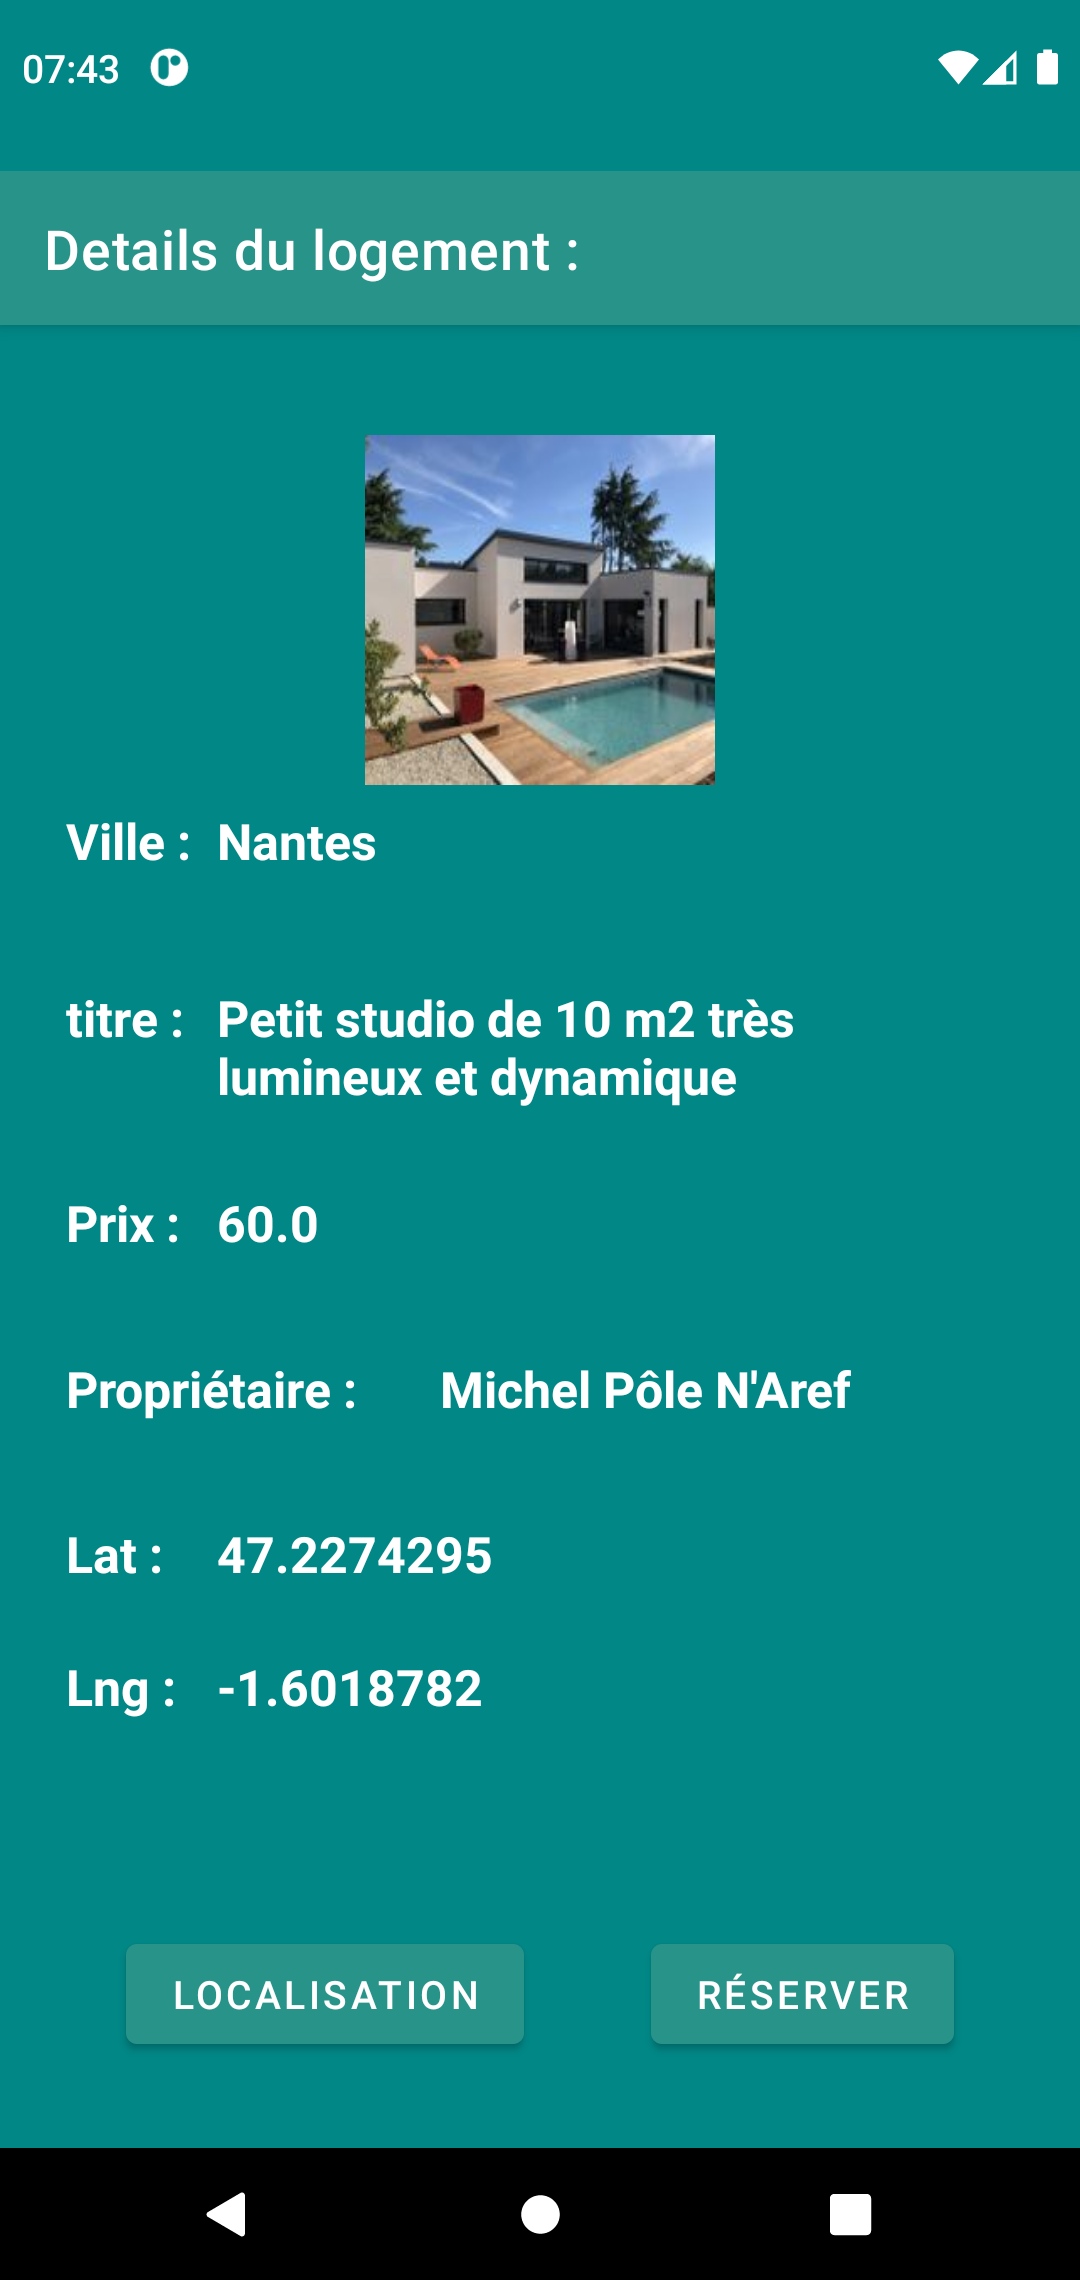 07:43
Details du logement :
Ville : Nantes
titre : Petit studio de 10 m2 très
lumineux et dynamique
Prix : 60.0
Propriétaire : Michel Pôle N'Aref
Lat : 47.2274295
Lng : -1.6018782
LOCALISATION RÉSERVER